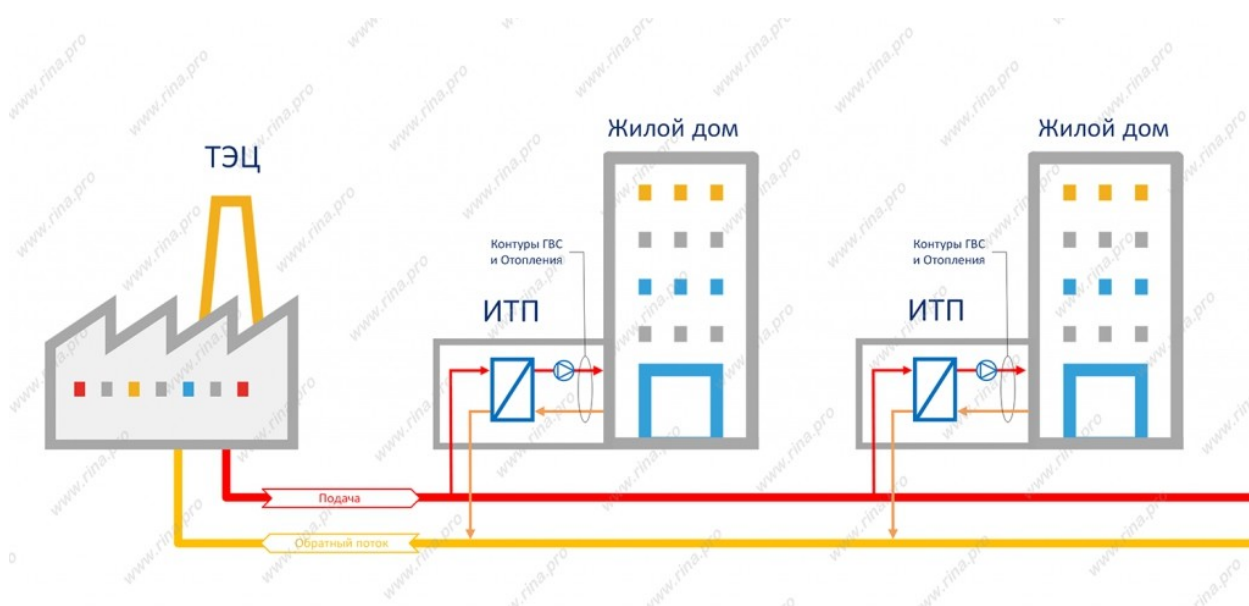 ТЭЦ
Жилой дом
Жилой дом
Контуры ГВС
и Отопления
Контуры ГВС
и Отопления
ИТП
ИТП
Подача
Обратный поток
www.rina.pro